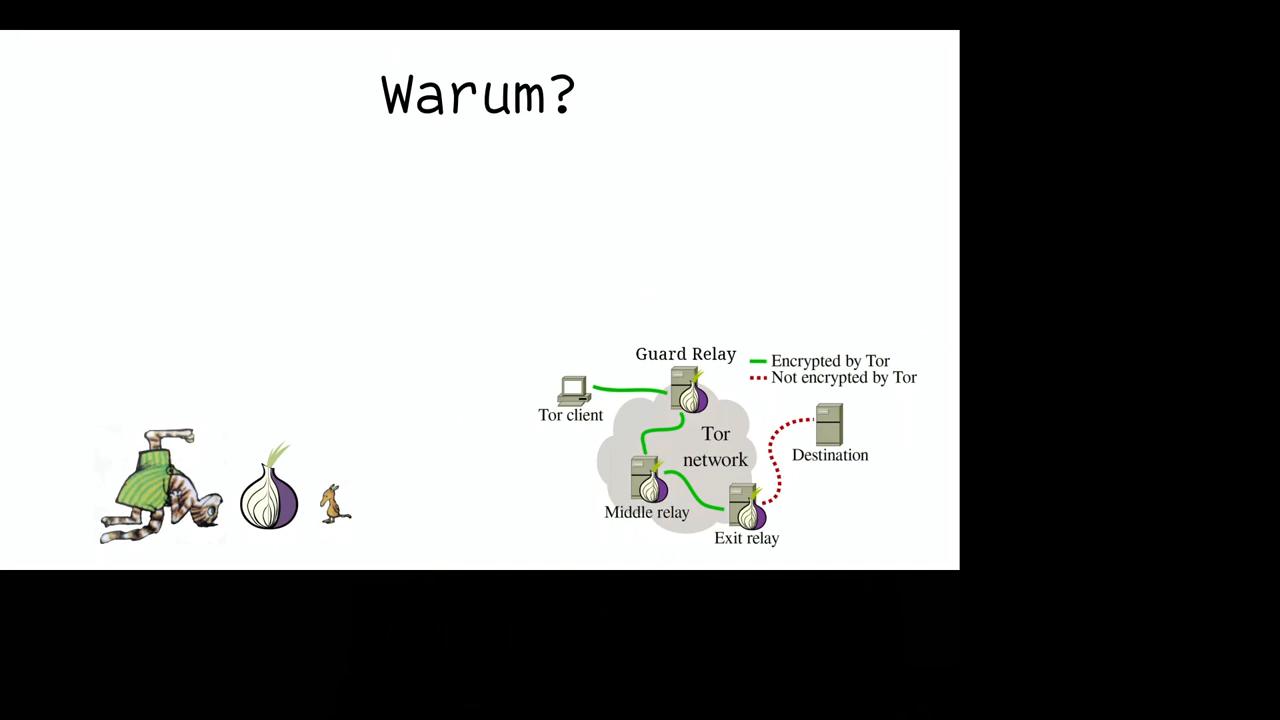 Warum?
Guard Relay
Encrypted by Tor
Not encrypted by Tor
Tor client
Tor
network
Destination
Middle relay
Exit relay